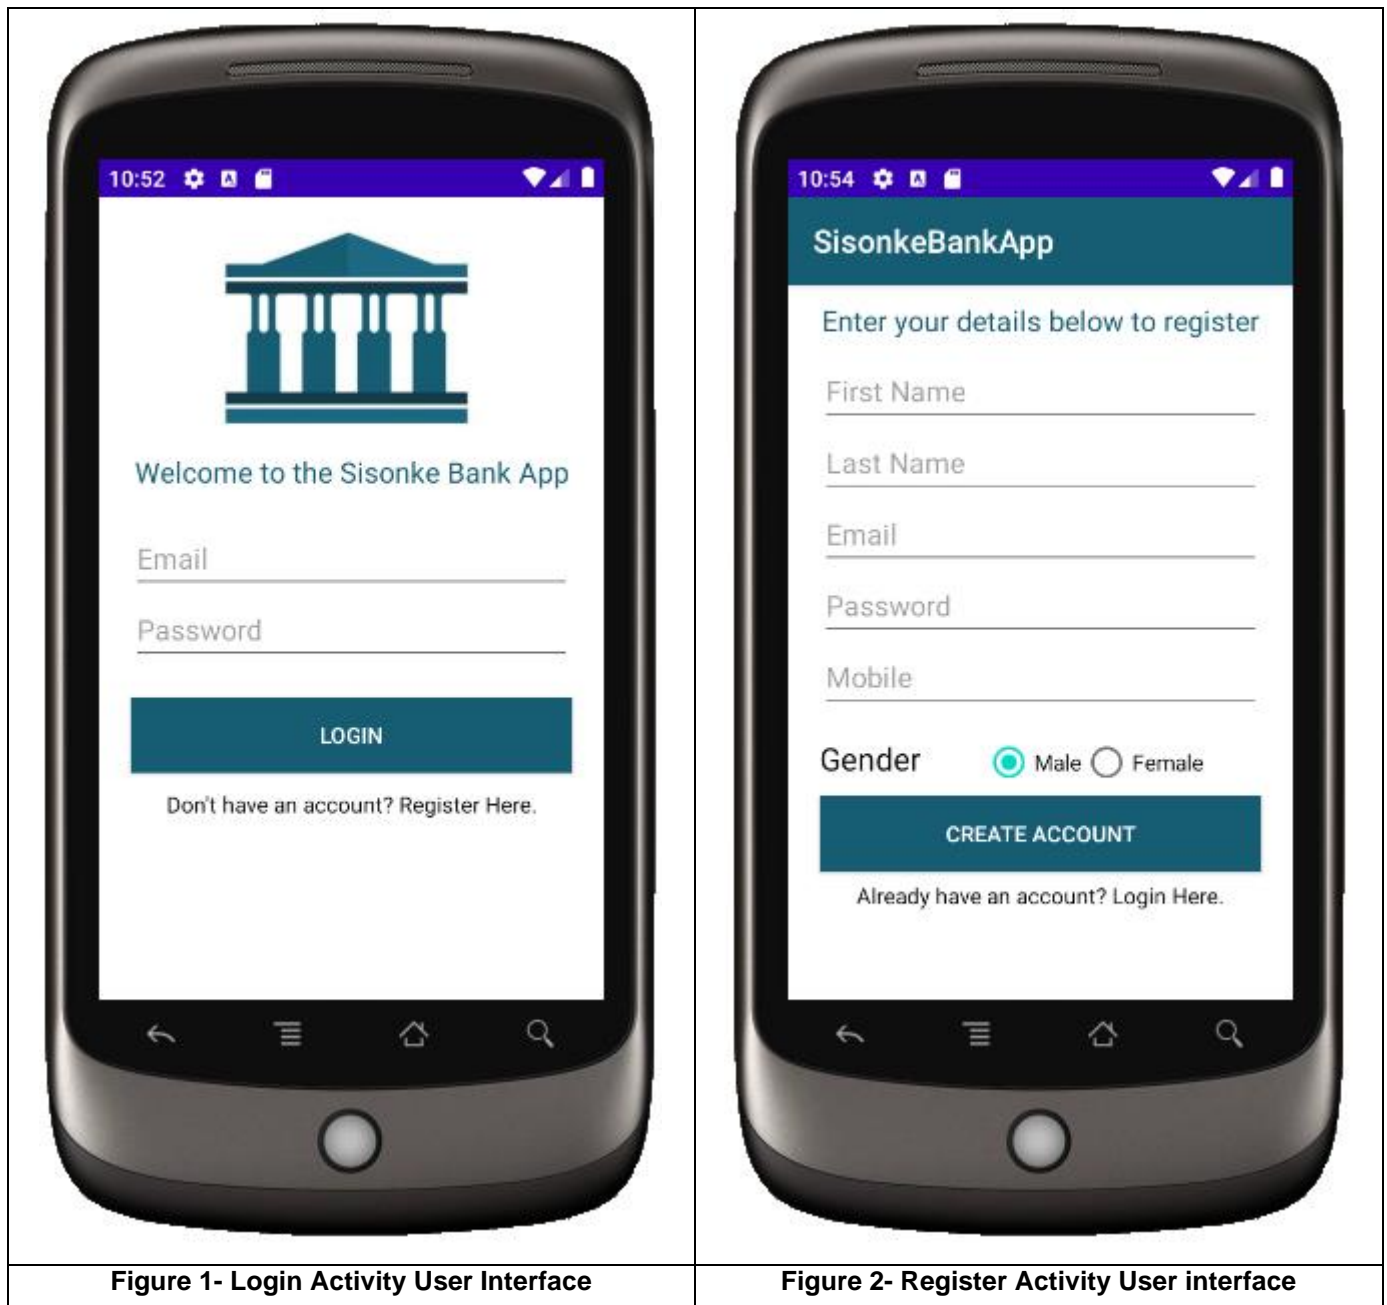 10:52
Welcome to the Sisonke Bank App
Email
Password
LOGIN
Don't have an account? Register Here.
Figure 1- Login Activity User Interface
10:54
SisonkeBankApp
Enter your details below to register
First Name
Last Name
Email
Password
Mobile
Gender Male Female
CREATE ACCOUNT
Already have an account? Login Here.
Figure 2- Register Activity User interface